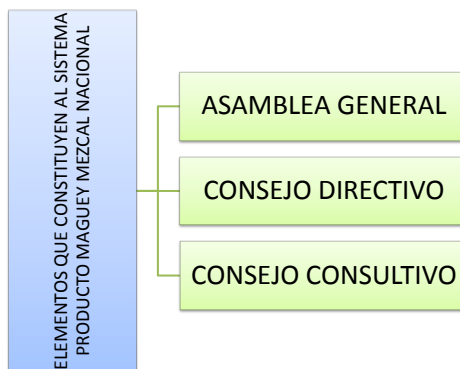 ELEMENTOS QUE CONSTITUYEN AL SISTEMA
PRODUCTO MAGUEY MEZCAL NACIONAL
ASAMBLEA GENERAL
CONSEJO DIRECTIVO
CONSEJO CONSULTIVO